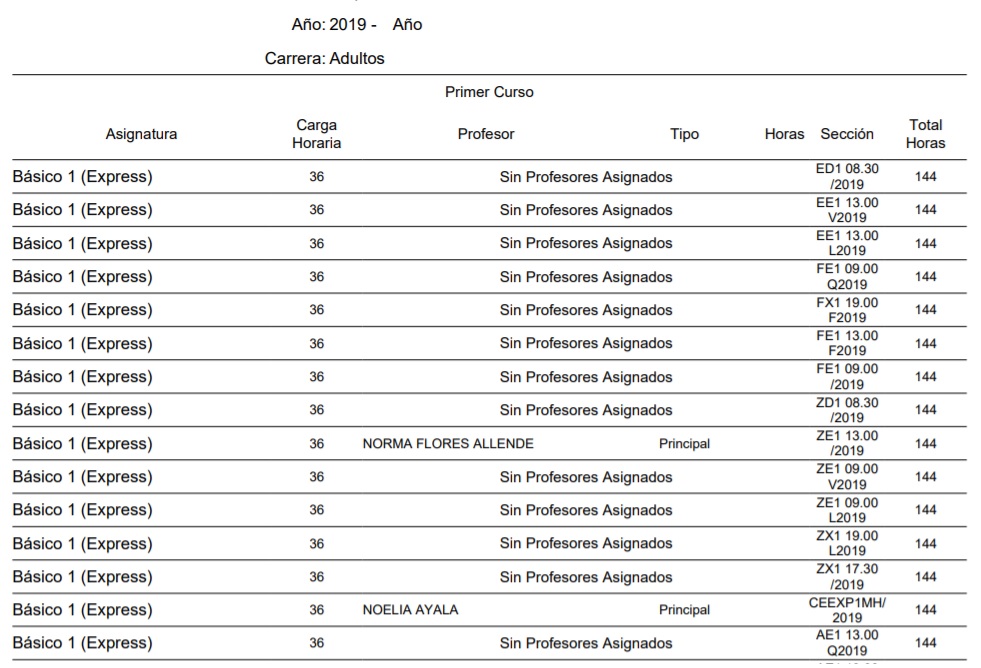 Año: 2019 - Año
Carrera: Adultos
Primer Curso
Asignatura Carga Horaria Profesor Tipo Horas Sección Total Horas
Básico 1 (Express) 36 Sin Profesores Asignados ED1 08.30 /2019 144
Básico 1 (Express) 36 Sin Profesores Asignados EE1 13.00 V2019 144
Básico 1 (Express) 36 Sin Profesores Asignados EE1 13.00 L2019 144
Básico 1 (Express) 36 Sin Profesores Asignados FE1 09.00 Q2019 144
Básico 1 (Express) 36 Sin Profesores Asignados FX1 19.00 F2019 144
Básico 1 (Express) 36 Sin Profesores Asignados FE1 13.00 F2019 144
Básico 1 (Express) 36 Sin Profesores Asignados FE1 09.00 /2019 144
Básico 1 (Express) 36 Sin Profesores Asignados ZD1 08.30 /2019 144
Básico 1 (Express) 36 NORMA FLORES ALLENDE Principal ZE1 13.00 /2019 144
Básico 1 (Express) 36 Sin Profesores Asignados ZE1 09.00 V2019 144
Básico 1 (Express) 36 Sin Profesores Asignados ZE1 09.00 L2019 144
Básico 1 (Express) 36 Sin Profesores Asignados ZX1 19.00 L2019 144
Básico 1 (Express) 36 Sin Profesores Asignados ZX1 17.30 /2019 144
Básico 1 (Express) 36 NOELIA AYALA Principal CEEXP1MH/ 2019 144
Básico 1 (Express) 36 Sin Profesores Asignados AE1 13.00 Q2019 144